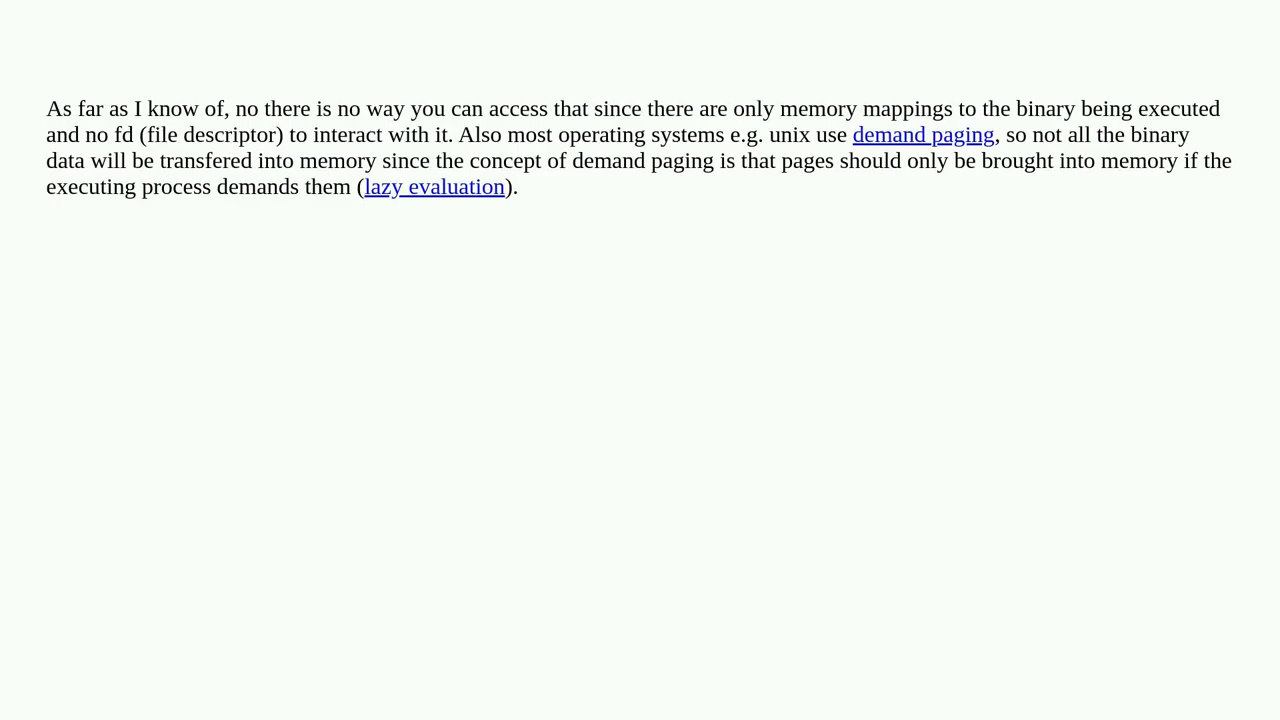 As far as I know of, no there is no way you can access that since there are only memory mappings to the binary being executed
and no fd (file descriptor) to interact with it. Also most operating systems e.g. unix use demand paging, so not all the binary
data will be transfered into memory since the concept of demand paging is that pages should only be brought into memory if the
executing process demands them (lazy evaluation).